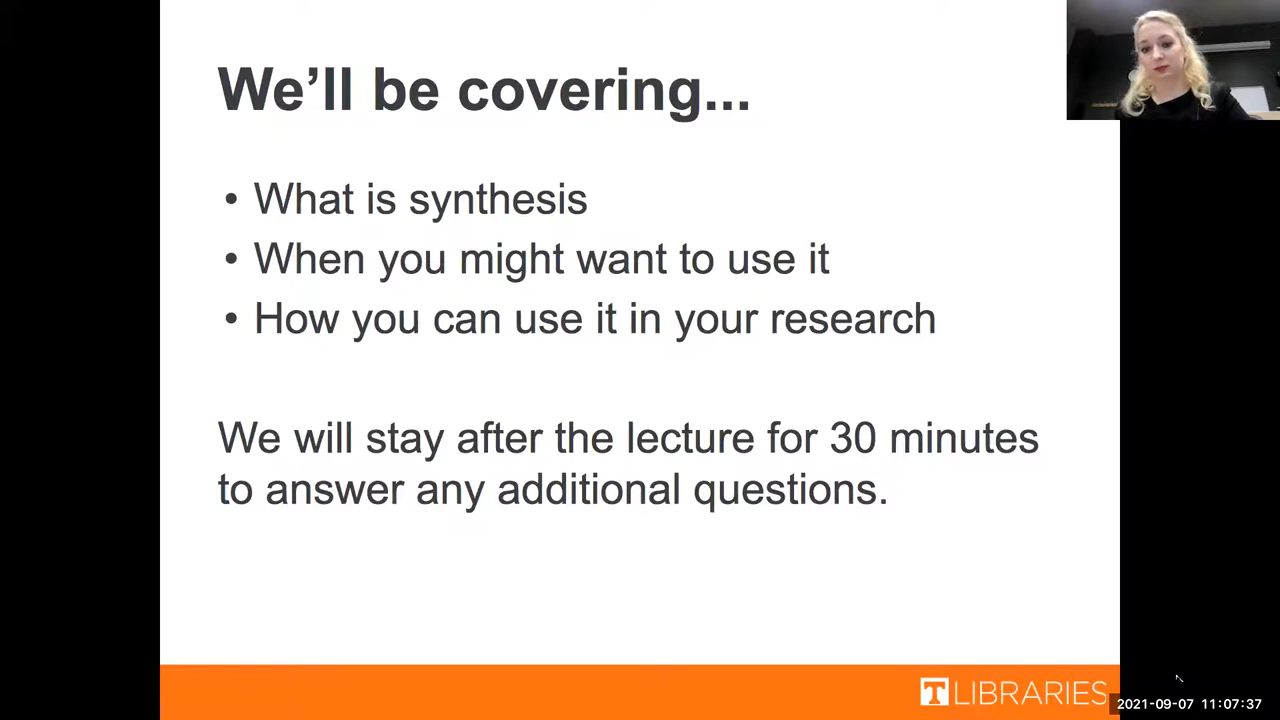 We’ll be covering...
• What is synthesis
• When you might want to use it
• How you can use it in your research
We will stay after the lecture for 30 minutes
to answer any additional questions.
T LIBRARIES
2021-09-07 11:07:37